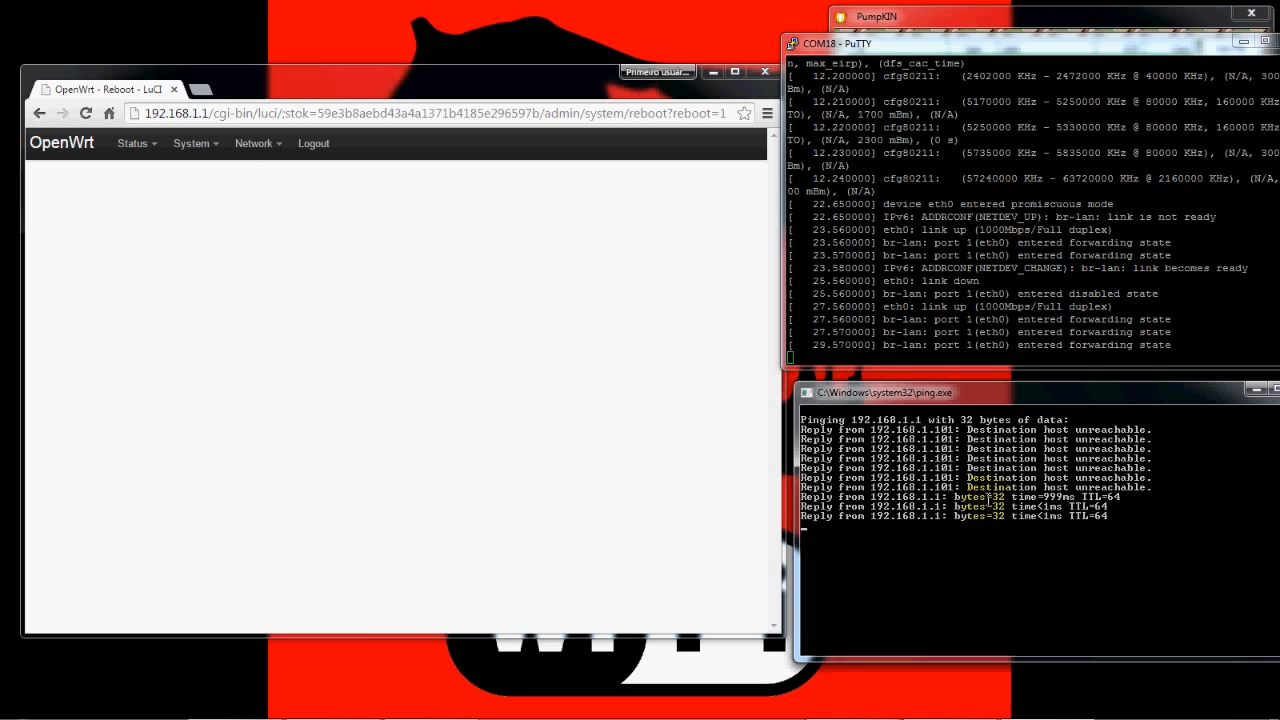 PumpKIN
COM18 - PuTTY
Primeiro usuár...
OpenWrt - Reboot - LuCI
192.168.1.1/cgi-bin/luci/;stok=59e3b8aebd43a4a1371b4185e296597b/admin/system/reboot?reboot=1
OpenWrt Status System Network Logout
n, max_eirp), (dfs_cac_time)
[ 12.200000] cfg80211: (2402000 KHz - 2472000 KHz @ 40000 KHz), (N/A, 300
Bm), (N/A)
[ 12.210000] cfg80211: (5170000 KHz - 5250000 KHz @ 80000 KHz, 160000
TO), (N/A, 1700 mBm), (N/A)
[ 12.220000] cfg80211: (5250000 KHz - 5330000 KHz @ 80000 KHz, 160000
TO), (N/A, 2300 mBm), (0 s)
[ 12.230000] cfg80211: (5735000 KHz - 5835000 KHz @ 80000 KHz), (N/A, 300
Bm), (N/A)
[ 12.240000] cfg80211: (57240000 KHz - 63720000 KHz @ 2160000 KHz), (N/A,
00 mBm), (N/A)
[ 22.650000] device eth0 entered promiscuous mode
[ 22.650000] IPv6: ADDRCONF(NETDEV_UP): br-lan: link is not ready
[ 23.560000] eth0: link up (1000Mbps/Full duplex)
[ 23.560000] br-lan: port 1(eth0) entered forwarding state
[ 23.570000] br-lan: port 1(eth0) entered forwarding state
[ 23.580000] IPv6: ADDRCONF(NETDEV_CHANGE): br-lan: link becomes ready
[ 25.560000] eth0: link down
[ 25.560000] br-lan: port 1(eth0) entered disabled state
[ 27.560000] eth0: link up (1000Mbps/Full duplex)
[ 27.560000] br-lan: port 1(eth0) entered forwarding state
[ 27.570000] br-lan: port 1(eth0) entered forwarding state
[ 29.570000] br-lan: port 1(eth0) entered forwarding state
C:\Windows\system32\ping.exe
Pinging 192.168.1.1 with 32 bytes of data:
Reply from 192.168.1.101: Destination host unreachable.
Reply from 192.168.1.101: Destination host unreachable.
Reply from 192.168.1.101: Destination host unreachable.
Reply from 192.168.1.101: Destination host unreachable.
Reply from 192.168.1.101: Destination host unreachable.
Reply from 192.168.1.101: Destination host unreachable.
Reply from 192.168.1.101: Destination host unreachable.
Reply from 192.168.1.1: bytes=32 time=999ms TTL=64
Reply from 192.168.1.1: bytes=32 time<1ms TTL=64
Reply from 192.168.1.1: bytes=32 time<1ms TTL=64